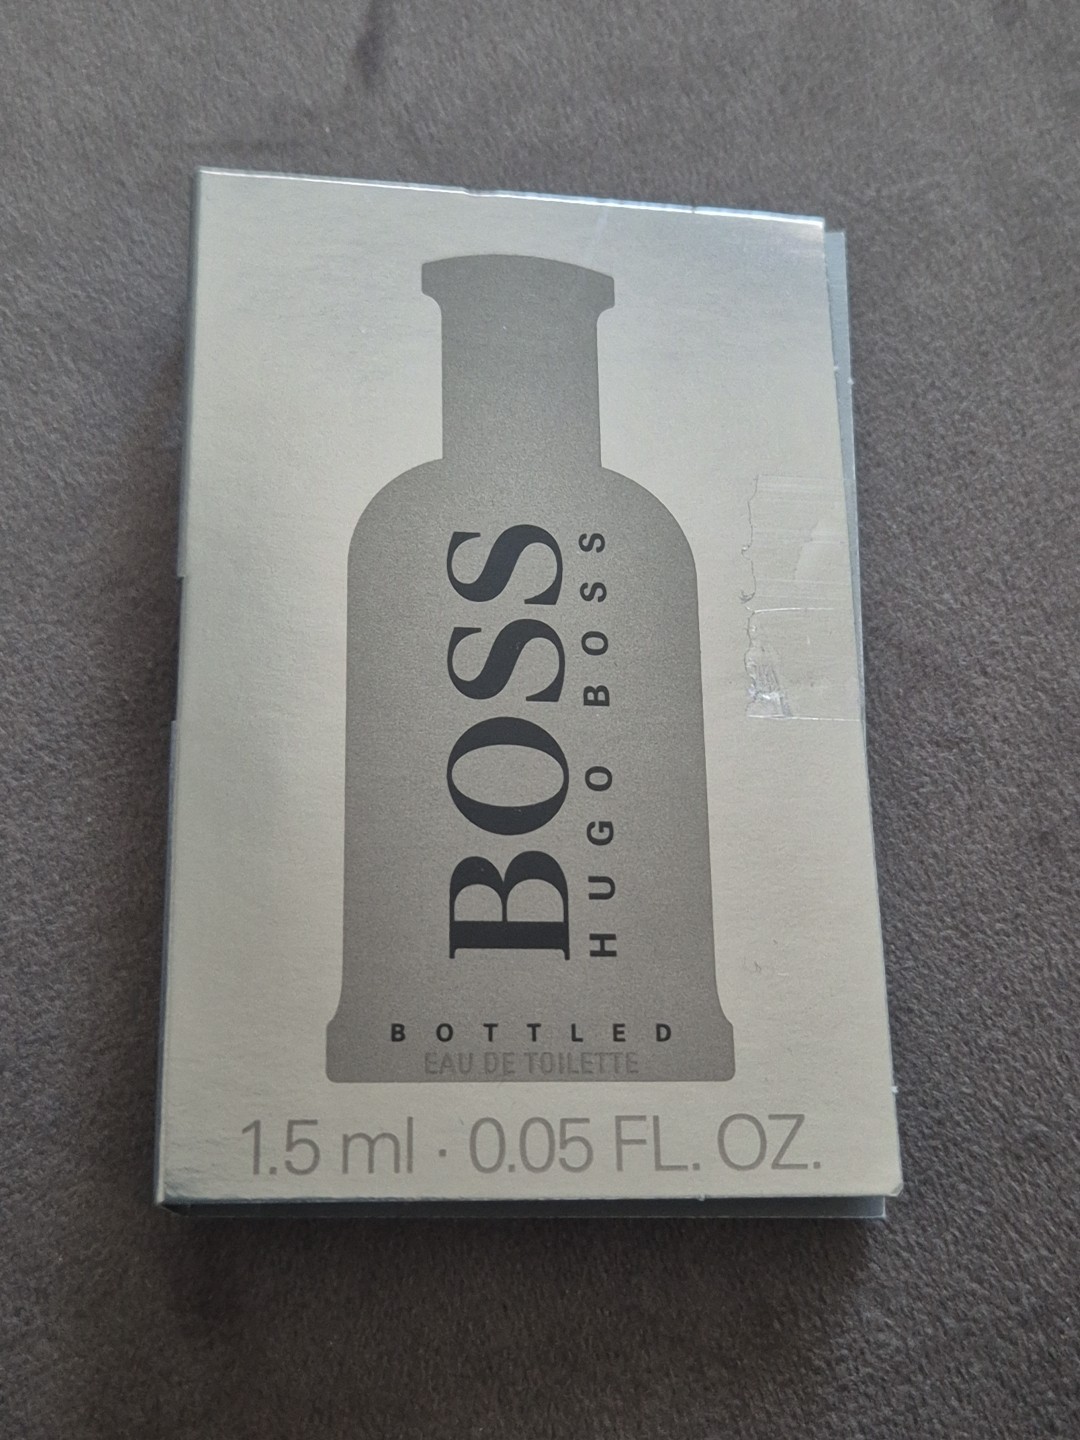 BOSS
HUGO BOSS
BOTTLED
EAU DE TOILETTE
1.5 ml · 0.05 FL. OZ.